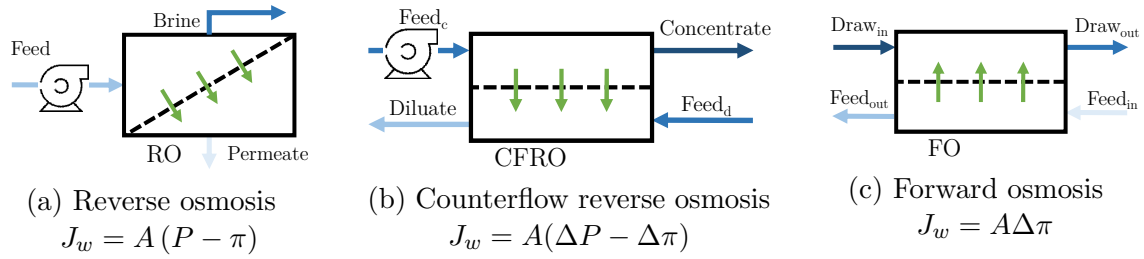 Brine
Feed
RO
Permeate
(a) Reverse osmosis
J_w = A (P − π)
Feed_c
Concentrate
Diluate
Feed_d
CFRO
(b) Counterflow reverse osmosis
J_w = A(ΔP − Δπ)
Draw_in
Draw_out
Feed_out
Feed_in
FO
(c) Forward osmosis
J_w = AΔπ